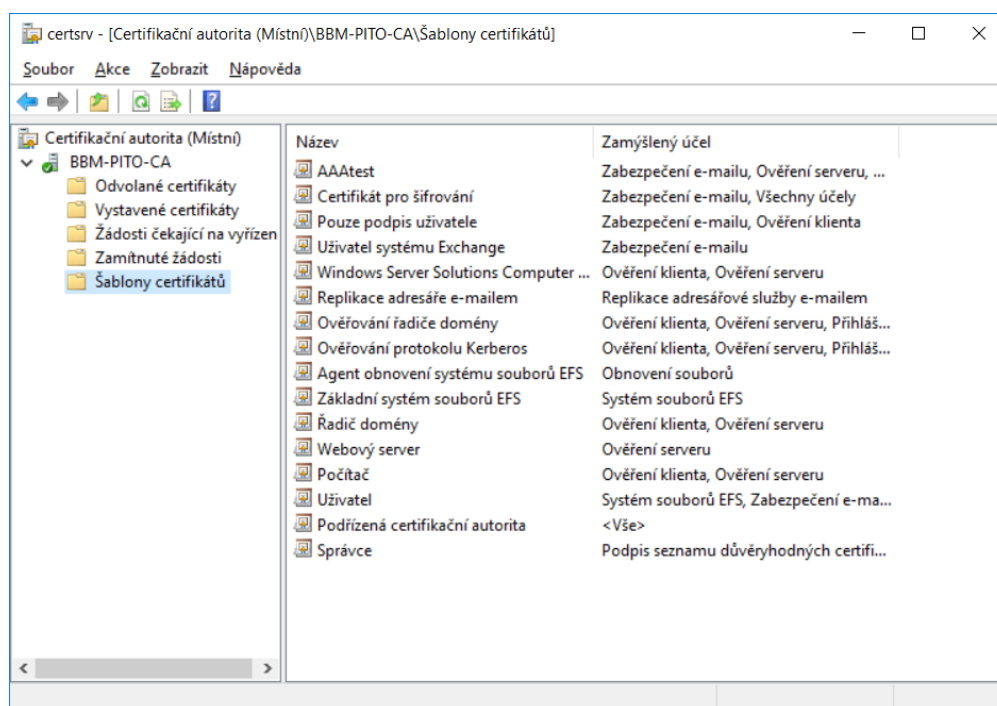 certsrv - [Certifikační autorita (Místní)\BBM-PITO-CA\Šablony certifikátů]
Soubor Akce Zobrazit Nápověda
Certifikační autorita (Místní)
BBM-PITO-CA
Odvolané certifikáty
Vystavené certifikáty
Žádosti čekající na vyřízen
Zamítnuté žádosti
Šablony certifikátů
Název Zamýšlený účel
AAAtest Zabezpečení e-mailu, Ověření serveru, ...
Certifikát pro šifrování Zabezpečení e-mailu, Všechny účely
Pouze podpis uživatele Zabezpečení e-mailu, Ověření klienta
Uživatel systému Exchange Zabezpečení e-mailu
Windows Server Solutions Computer ... Ověření klienta, Ověření serveru
Replikace adresáře e-mailem Replikace adresářové služby e-mailem
Ověřování řadiče domény Ověření klienta, Ověření serveru, Přihláš...
Ověřování protokolu Kerberos Ověření klienta, Ověření serveru, Přihláš...
Agent obnovení systému souborů EFS Obnovení souborů
Základní systém souborů EFS Systém souborů EFS
Řadič domény Ověření klienta, Ověření serveru
Webový server Ověření serveru
Počítač Ověření klienta, Ověření serveru
Uživatel Systém souborů EFS, Zabezpečení e-ma...
Podřízená certifikační autorita <Vše>
Správce Podpis seznamu důvěryhodných certifi...